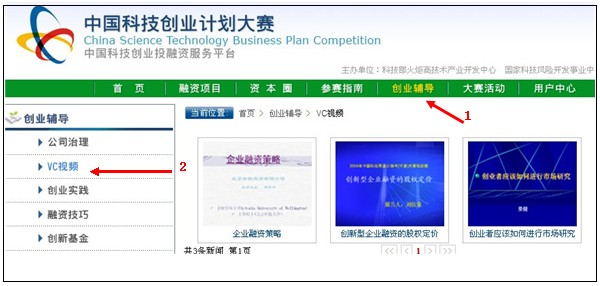 中国科技创业计划大赛
China Science Technology Business Plan Competition
中国科技创业投融资服务平台
主办单位：科技部火炬高技术产业开发中心 国家科技风险开发事业中
首 页 融资项目 资 本 圈 参赛指南 创业辅导 大赛活动 用户中心
1
创业辅导
当前位置 首页 > 创业辅导 > VC视频
公司治理
VC视频
2
创业实践
融资技巧
创新基金
企业融资策略
创新型企业融资的股权定价
创业者应该如何进行市场研究
企业融资策略
创新型企业融资的股权定价
创业者应该如何进行市场研究
共3条新闻 第1页
<< < 1 > >>